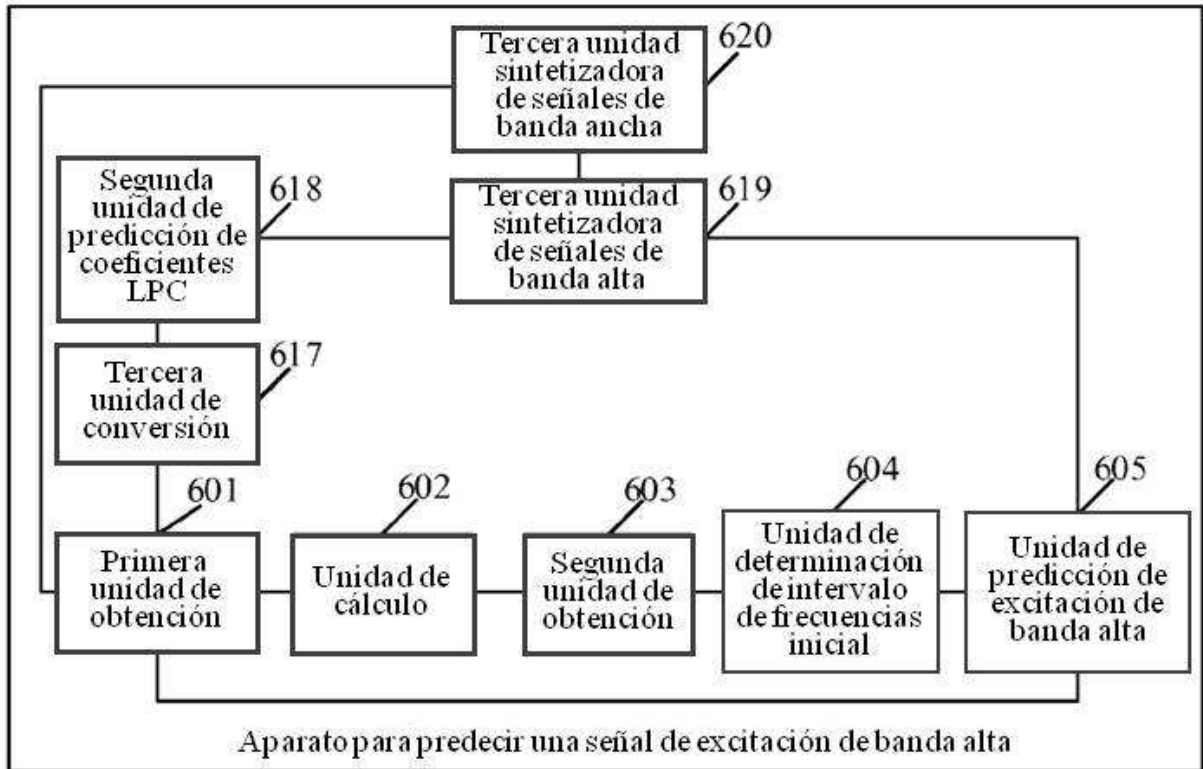 Tercera unidad
sintetizadora
de señales de
banda ancha
620
Segunda
unidad de
predicción de
coeficientes
LPC
618
Tercera unidad
sintetizadora
de señales de
banda alta
619
Tercera
unidad de
conversión
617
Primera
unidad de
obtención
601
Unidad de
cálculo
602
Segunda
unidad de
obtención
603
Unidad de
determinación
de intervalo
de frecuencias
inicial
604
Unidad de
predicción de
excitación de
banda alta
605
Aparato para predecir una señal de excitación de banda alta